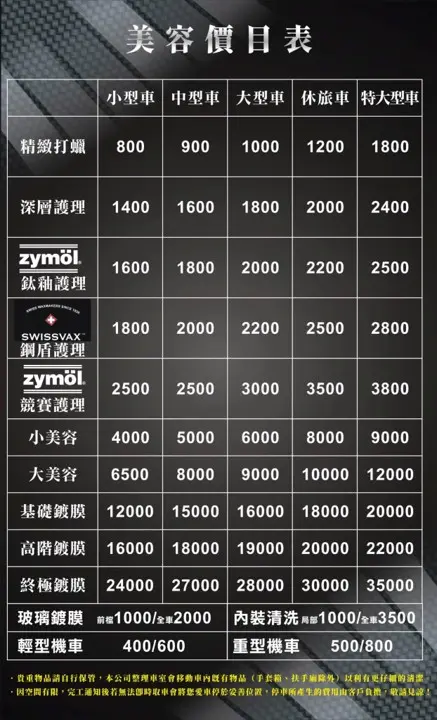 美容價目表
小型車 中型車 大型車 休旅車 特大型車
精緻打蠟 800 900 1000 1200 1800
深層護理 1400 1600 1800 2000 2400
zymöl®
鈦釉護理 1600 1800 2000 2200 2500
SWISS WAXMAKERS SINCE 1930
SWISSVAX™
鋼盾護理 1800 2000 2200 2500 2800
zymöl®
競賽護理 2500 2500 3000 3500 3800
小美容 4000 5000 6000 8000 9000
大美容 6500 8000 9000 10000 12000
基礎鍍膜 12000 15000 16000 18000 20000
高階鍍膜 16000 18000 19000 20000 22000
終極鍍膜 24000 27000 28000 30000 35000
玻璃鍍膜 前檔1000/全車2000 內裝清洗 局部1000/全車3500
輕型機車 400/600 重型機車 500/800
·貴重物品請自行保管，本公司整理車室會移動車內既有物品（手套箱、扶手廂除外）以利有更仔細的清潔
·因空間有限，完工通知後若無法即時取車會將您愛車停妥善位置，停車所產生的費用由客戶負擔，敬請見諒！